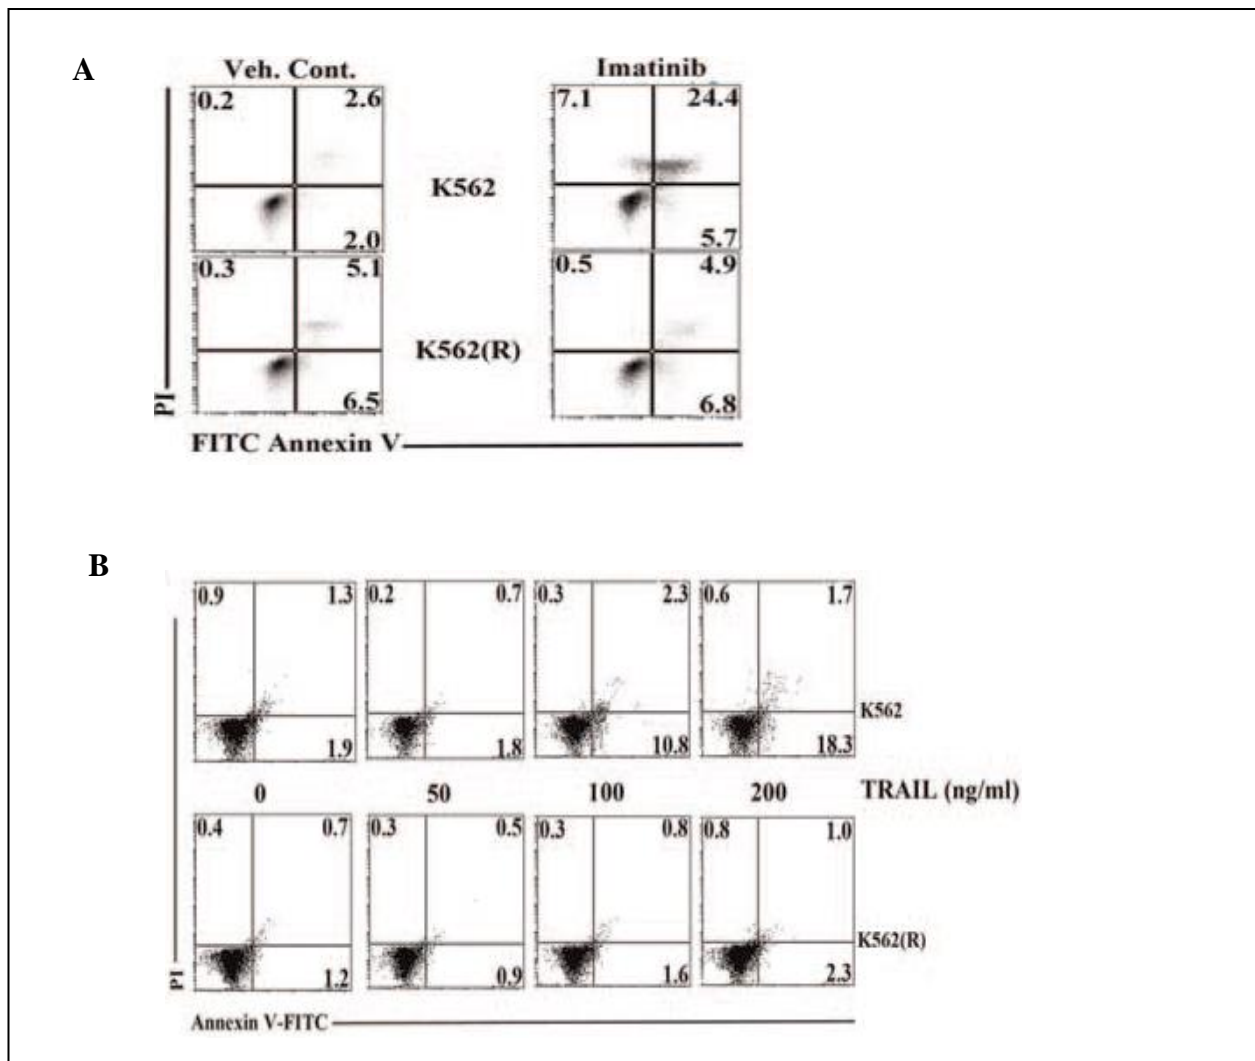 A
Veh. Cont. Imatinib
0.2 2.6 7.1 24.4
K562
2.0 5.7
0.3 5.1 0.5 4.9
K562(R)
6.5 6.8
PI
FITC Annexin V
B
0.9 1.3 0.2 0.7 0.3 2.3 0.6 1.7
K562
1.9 1.8 10.8 18.3
0 50 100 200 TRAIL (ng/ml)
0.4 0.7 0.3 0.5 0.3 0.8 0.8 1.0
K562(R)
1.2 0.9 1.6 2.3
PI
Annexin V-FITC